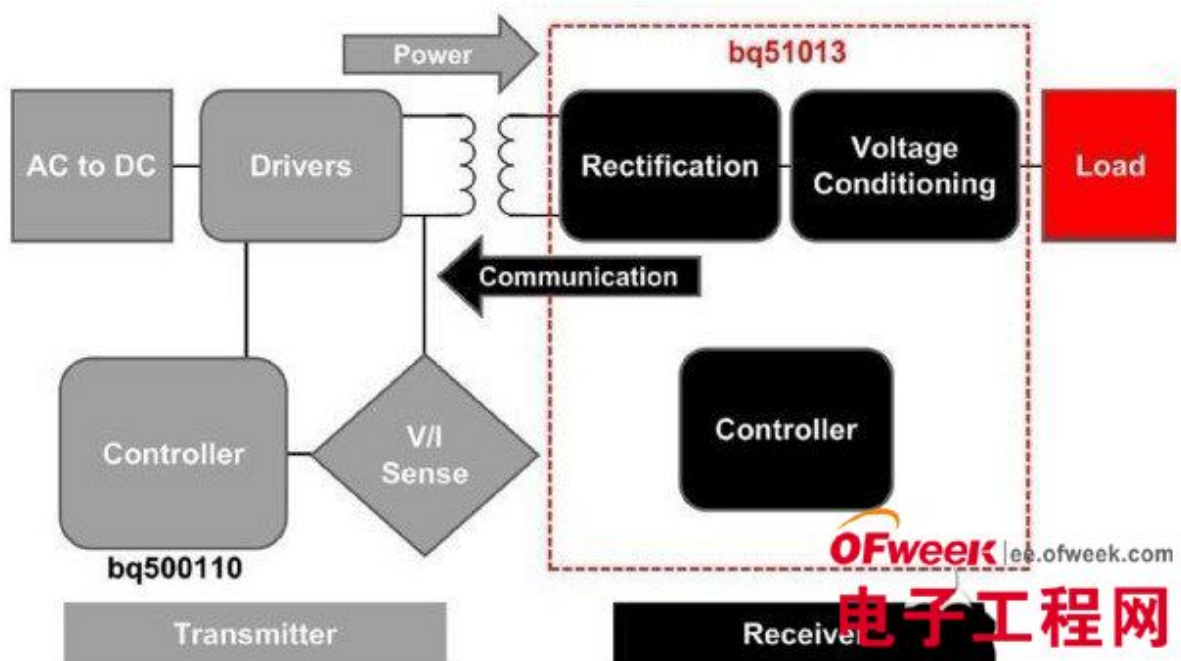 Power
bq51013
AC to DC
Drivers
Rectification
Voltage
Conditioning
Load
Communication
Controller
V/I
Sense
Controller
bq500110
OFweek ee.ofweek.com
电子工程网
Transmitter
Receiver